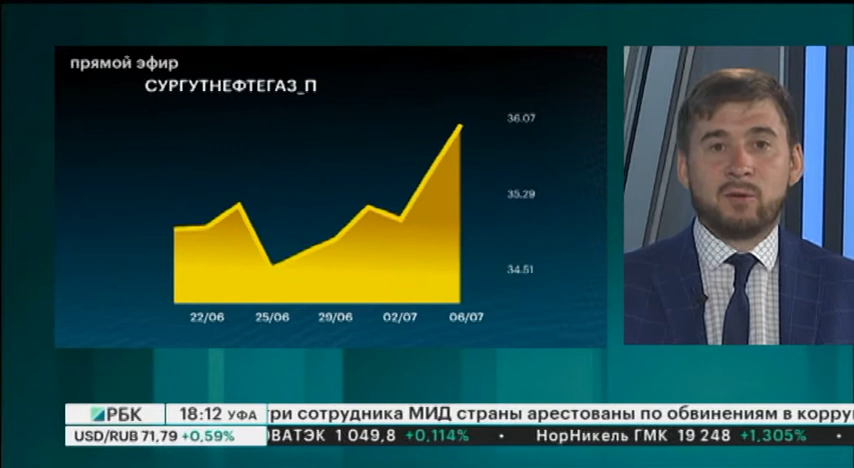 прямой эфир
СУРГУТНЕФТЕГАЗ_П
36.07
35.29
34.51
22/06 25/06 29/06 02/07 06/07
РБК 18:12 УФА три сотрудника МИД страны арестованы по обвинениям в корру
USD/RUB 71,79 +0,59% ОВАТЭК 1 049,8 +0,114% • НорНикель ГМК 19 248 +1,305% •